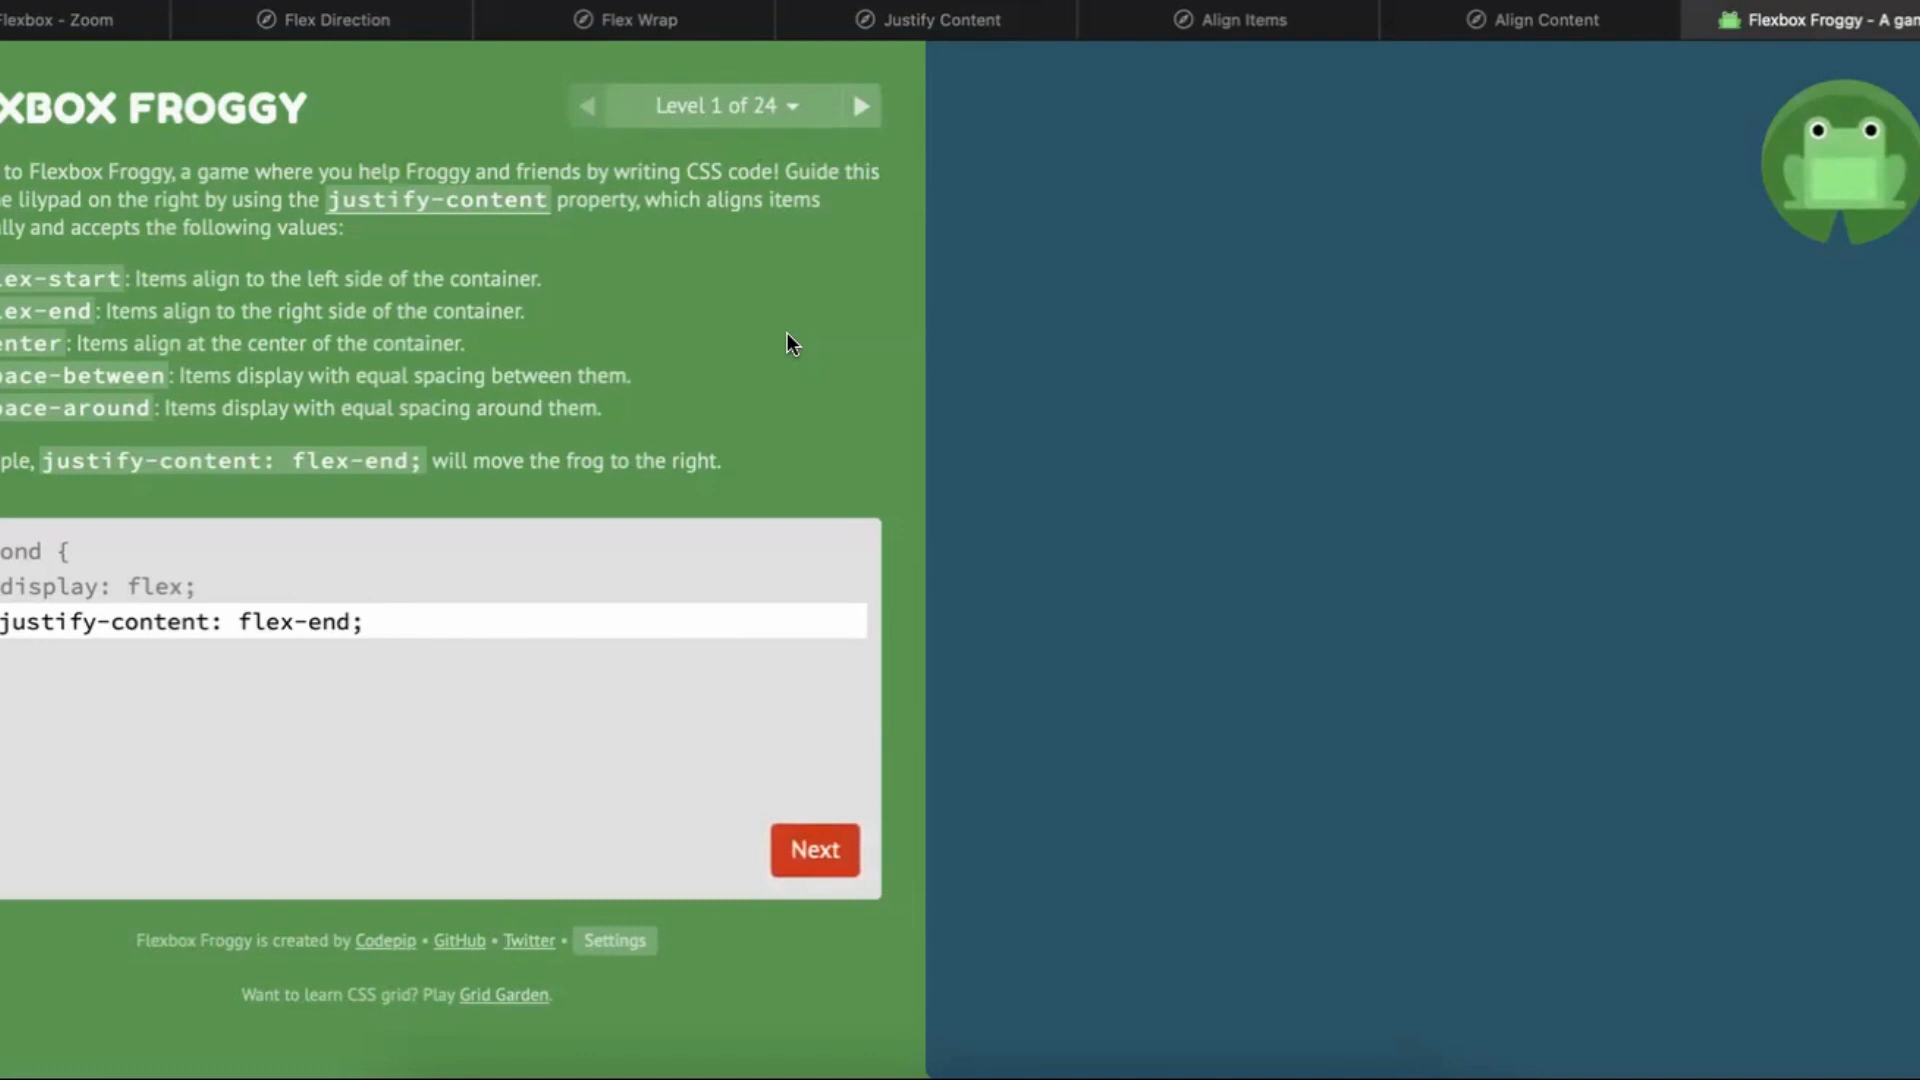 Flexbox - Zoom
Flex Direction
Flex Wrap
Justify Content
Align Items
Align Content
Flexbox Froggy - A gam
XBOX FROGGY
Level 1 of 24
to Flexbox Froggy, a game where you help Froggy and friends by writing CSS code! Guide this
e lilypad on the right by using the justify-content property, which aligns items
lly and accepts the following values:
lex-start: Items align to the left side of the container.
lex-end: Items align to the right side of the container.
enter: Items align at the center of the container.
pace-between: Items display with equal spacing between them.
pace-around: Items display with equal spacing around them.
ple, justify-content: flex-end; will move the frog to the right.
ond {
display: flex;
justify-content: flex-end;
Next
Flexbox Froggy is created by Codepip • GitHub • Twitter • Settings
Want to learn CSS grid? Play Grid Garden.